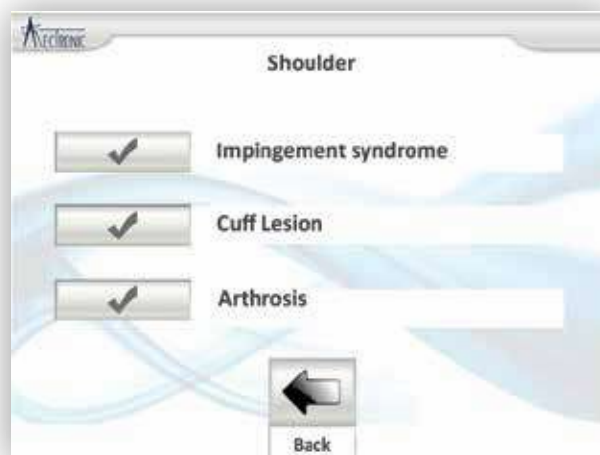 Shoulder
Impingement syndrome
Cuff Lesion
Arthrosis
Back